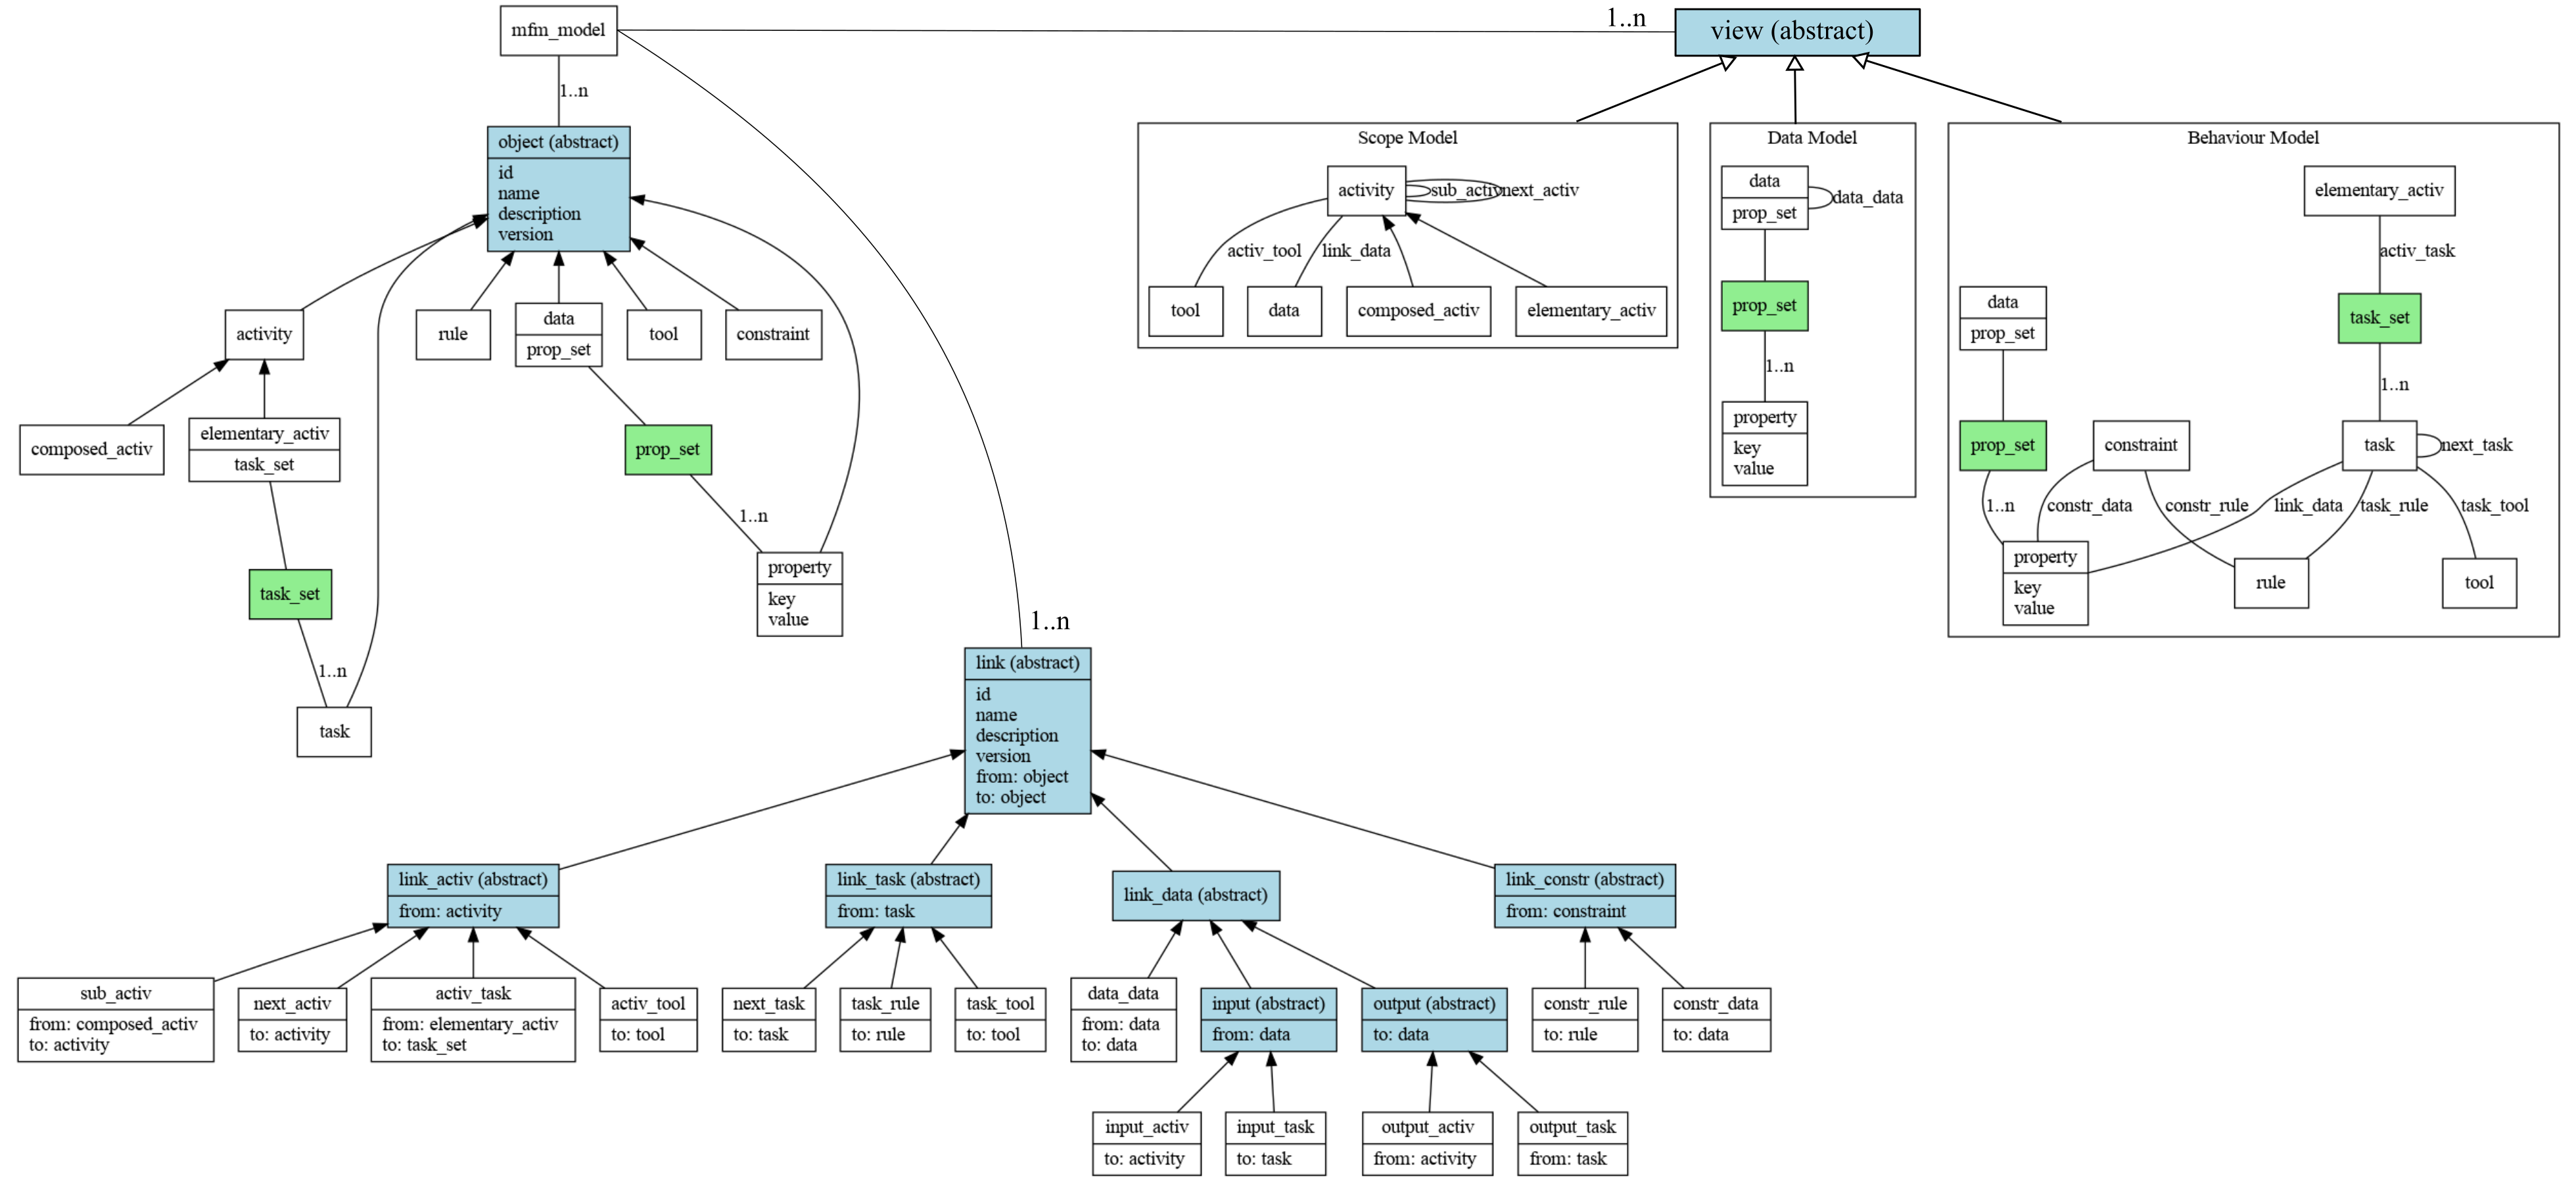 mfm_model
1..n
view (abstract)
1..n
object (abstract)
id
name
description
version
activity
rule
data
prop_set
tool
constraint
composed_activ
elementary_activ
task_set
prop_set
1..n
task_set
property
key
value
1..n
task
Scope Model
activity
sub_activ
next_activ
activ_tool
link_data
tool
data
composed_activ
elementary_activ
Data Model
data
prop_set
data_data
prop_set
1..n
property
key
value
Behaviour Model
elementary_activ
activ_task
data
prop_set
task_set
1..n
prop_set
constraint
task
next_task
1..n
constr_data
constr_rule
link_data
task_rule
task_tool
property
key
value
rule
tool
1..n
link (abstract)
id
name
description
version
from: object
to: object
link_activ (abstract)
from: activity
link_task (abstract)
from: task
link_data (abstract)
link_constr (abstract)
from: constraint
sub_activ
from: composed_activ
to: activity
next_activ
to: activity
activ_task
from: elementary_activ
to: task_set
activ_tool
to: tool
next_task
to: task
task_rule
to: rule
task_tool
to: tool
data_data
from: data
to: data
input (abstract)
from: data
output (abstract)
to: data
constr_rule
to: rule
constr_data
to: data
input_activ
to: activity
input_task
to: task
output_activ
from: activity
output_task
from: task